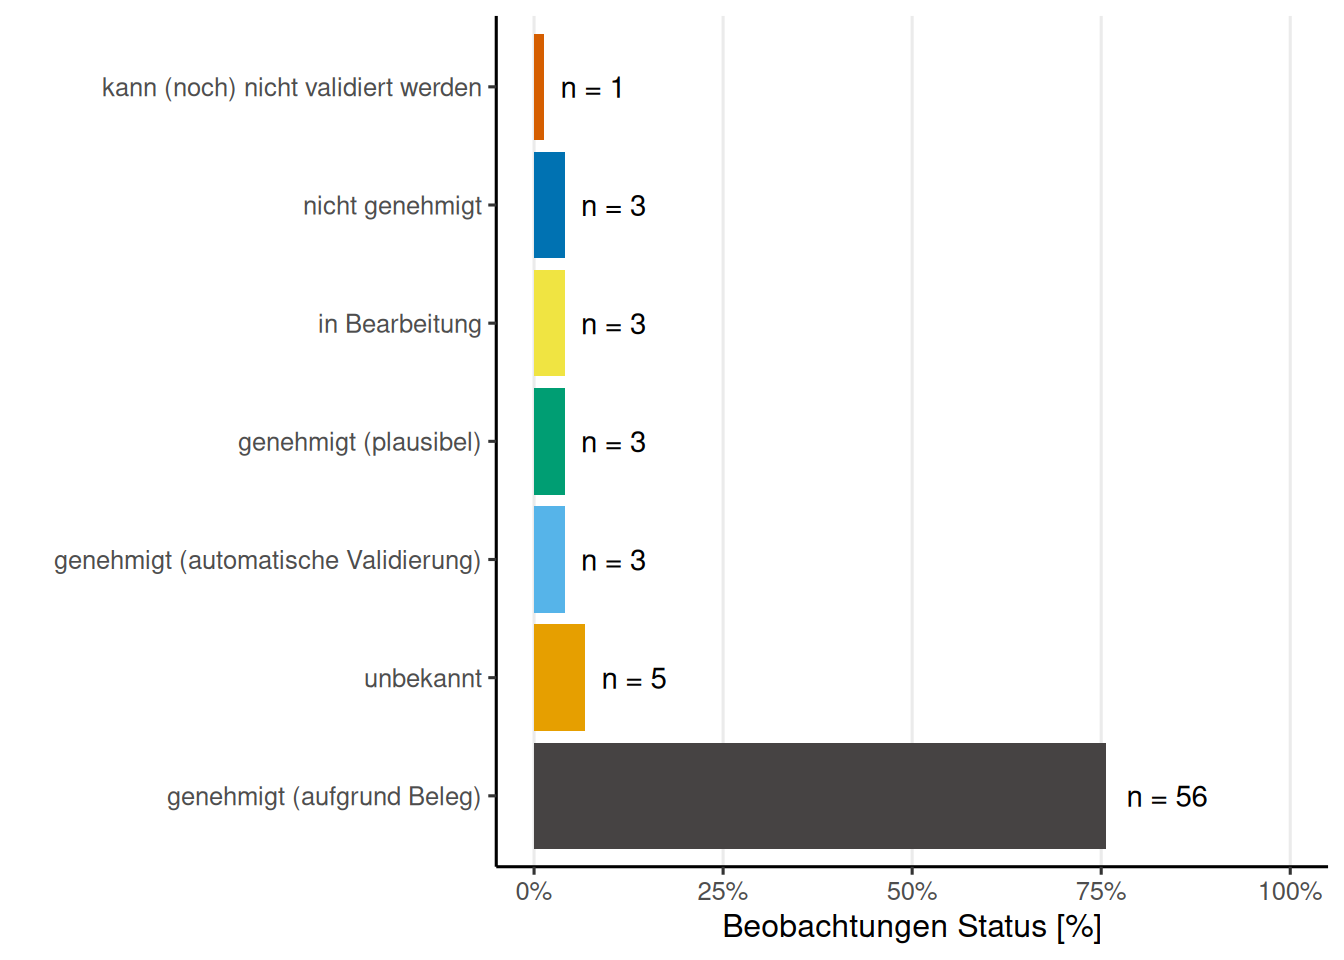 kann (noch) nicht validiert werden
n = 1
nicht genehmigt
n = 3
in Bearbeitung
n = 3
genehmigt (plausibel)
n = 3
genehmigt (automatische Validierung)
n = 3
unbekannt
n = 5
genehmigt (aufgrund Beleg)
n = 56
0% 25% 50% 75% 100%
Beobachtungen Status [%]